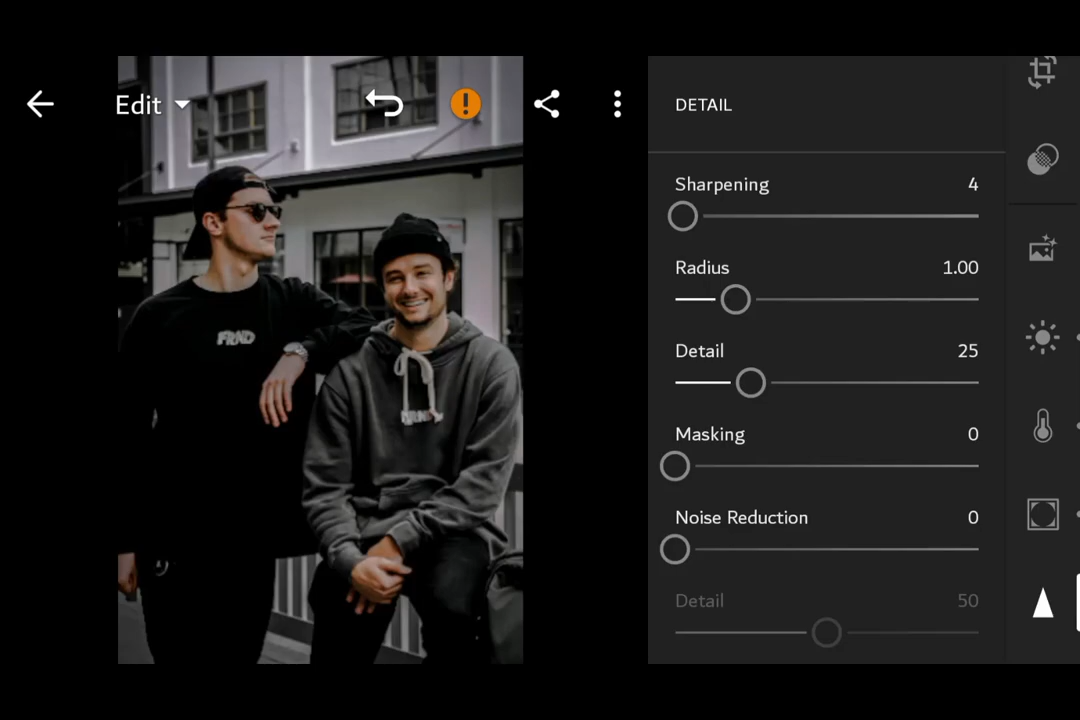 Edit
DETAIL
Sharpening 4
Radius 1.00
Detail 25
Masking 0
Noise Reduction 0
Detail 50
FRND